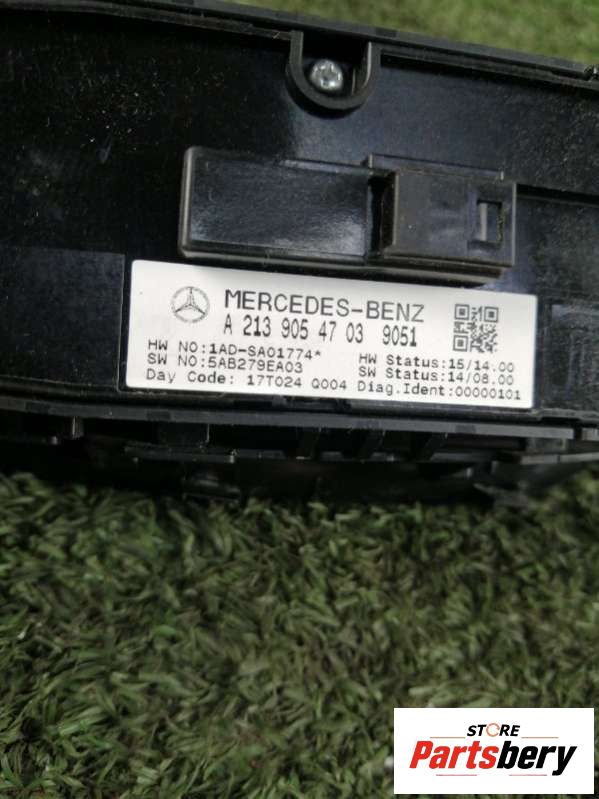 MERCEDES-BENZ
A 213 905 47 03 9051
HW NO:1AD-SA01774* HW Status:15/14.00
SW NO:5AB279EA03 SW Status:14/08.00
Day Code: 17T024 Q004 Diag.Ident:00000101
STORE
Partsbery